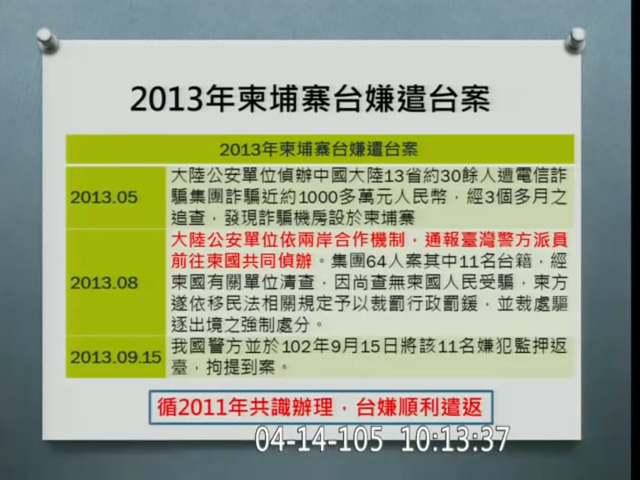 2013年柬埔寨台嫌遣台案
2013年柬埔寨台嫌遣台案
2013.05
大陸公安單位偵辦中國大陸13省約30餘人遭電信詐
騙集團詐騙近約1000多萬元人民幣，經3個多月之
追查，發現詐騙機房設於柬埔寨
2013.08
大陸公安單位依兩岸合作機制，通報臺灣警方派員
前往柬國共同偵辦。集團64人案其中11名台籍，經
柬國有關單位清查，因尚查無柬國人民受騙，柬方
遂依移民法相關規定予以裁罰行政罰鍰，並裁處驅
逐出境之強制處分。
2013.09.15
我國警方並於102年9月15日將該11名嫌犯監押返
臺，拘提到案。
循2011年共識辦理，台嫌順利遣返
04-14-105 10:13:37